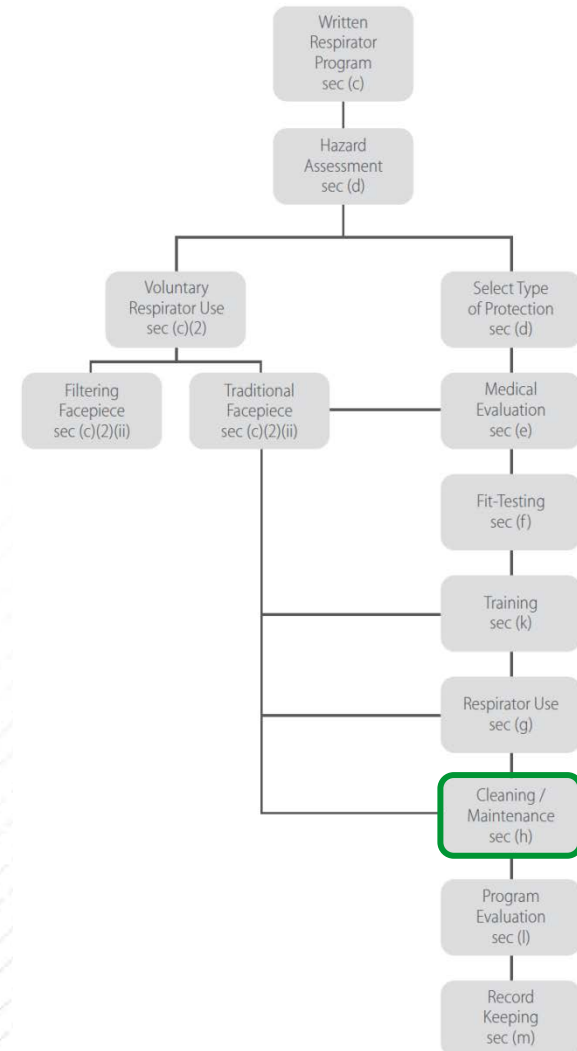 Written
Respirator
Program
sec (c)
Hazard
Assessment
sec (d)
Voluntary
Respirator Use
sec (c)(2)
Select Type
of Protection
sec (d)
Filtering
Facepiece
sec (c)(2)(ii)
Traditional
Facepiece
sec (c)(2)(ii)
Medical
Evaluation
sec (e)
Fit-Testing
sec (f)
Training
sec (k)
Respirator Use
sec (g)
Cleaning /
Maintenance
sec (h)
Program
Evaluation
sec (l)
Record
Keeping
sec (m)